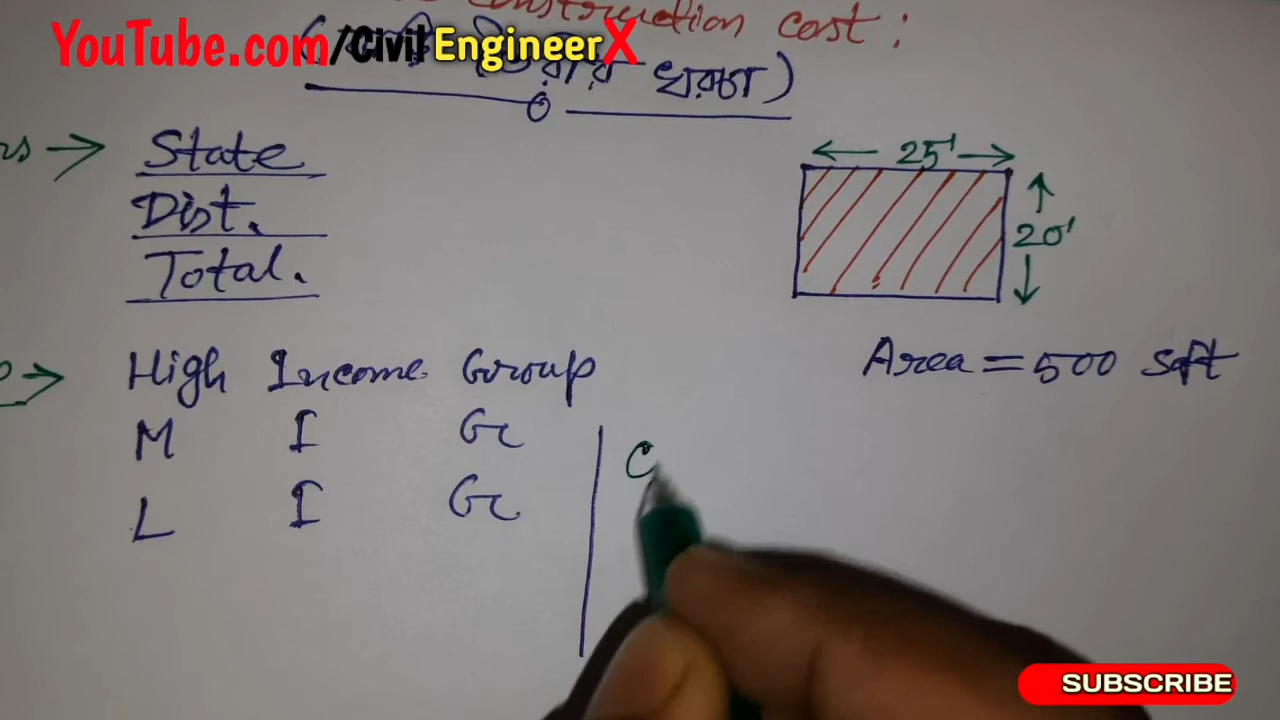 construction cost:
YouTube.com/Civil EngineerX
খরচা)
rs → State
Dist.
Total.
25'
20'
Area = 500 sqft
High Income Group
M I G
L I G
C
SUBSCRIBE